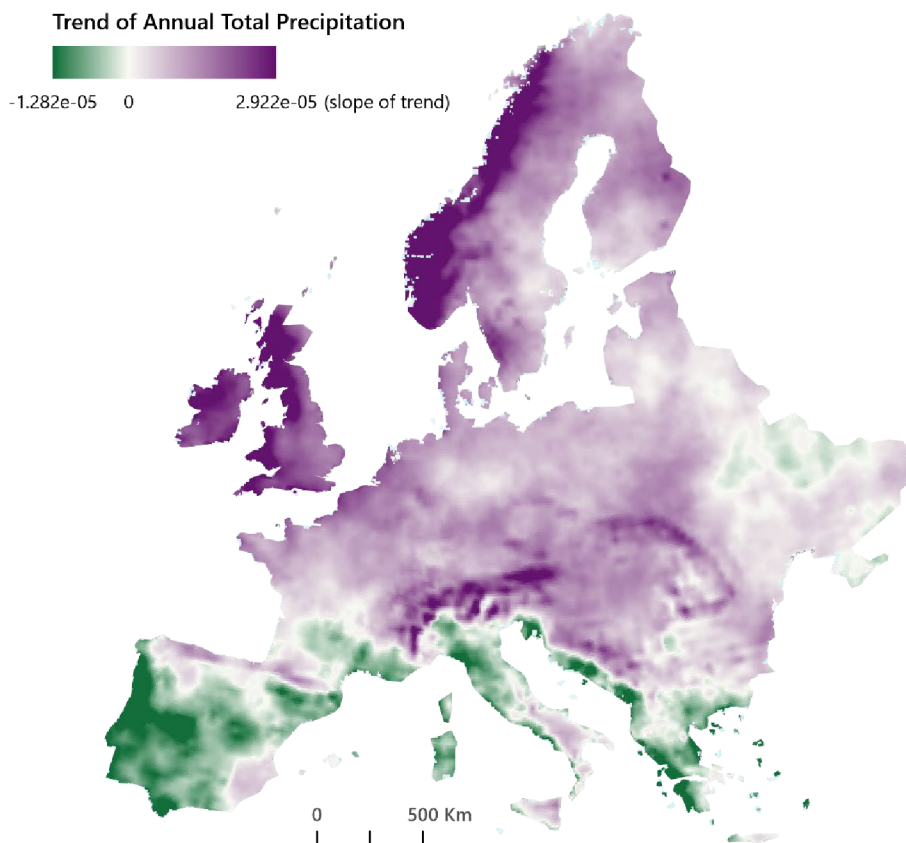 Trend of Annual Total Precipitation
-1.282e-05 0 2.922e-05 (slope of trend)
0 500 Km